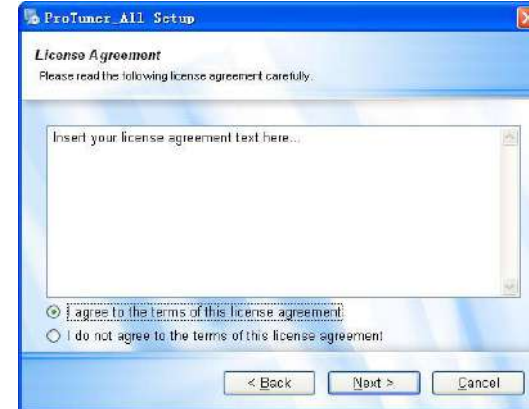 ProTuner_All Setup
License Agreement
Please read the following license agreement carefully.
Insert your license agreement text here...
I agree to the terms of this license agreement
I do not agree to the terms of this license agreement
< Back Next > Cancel